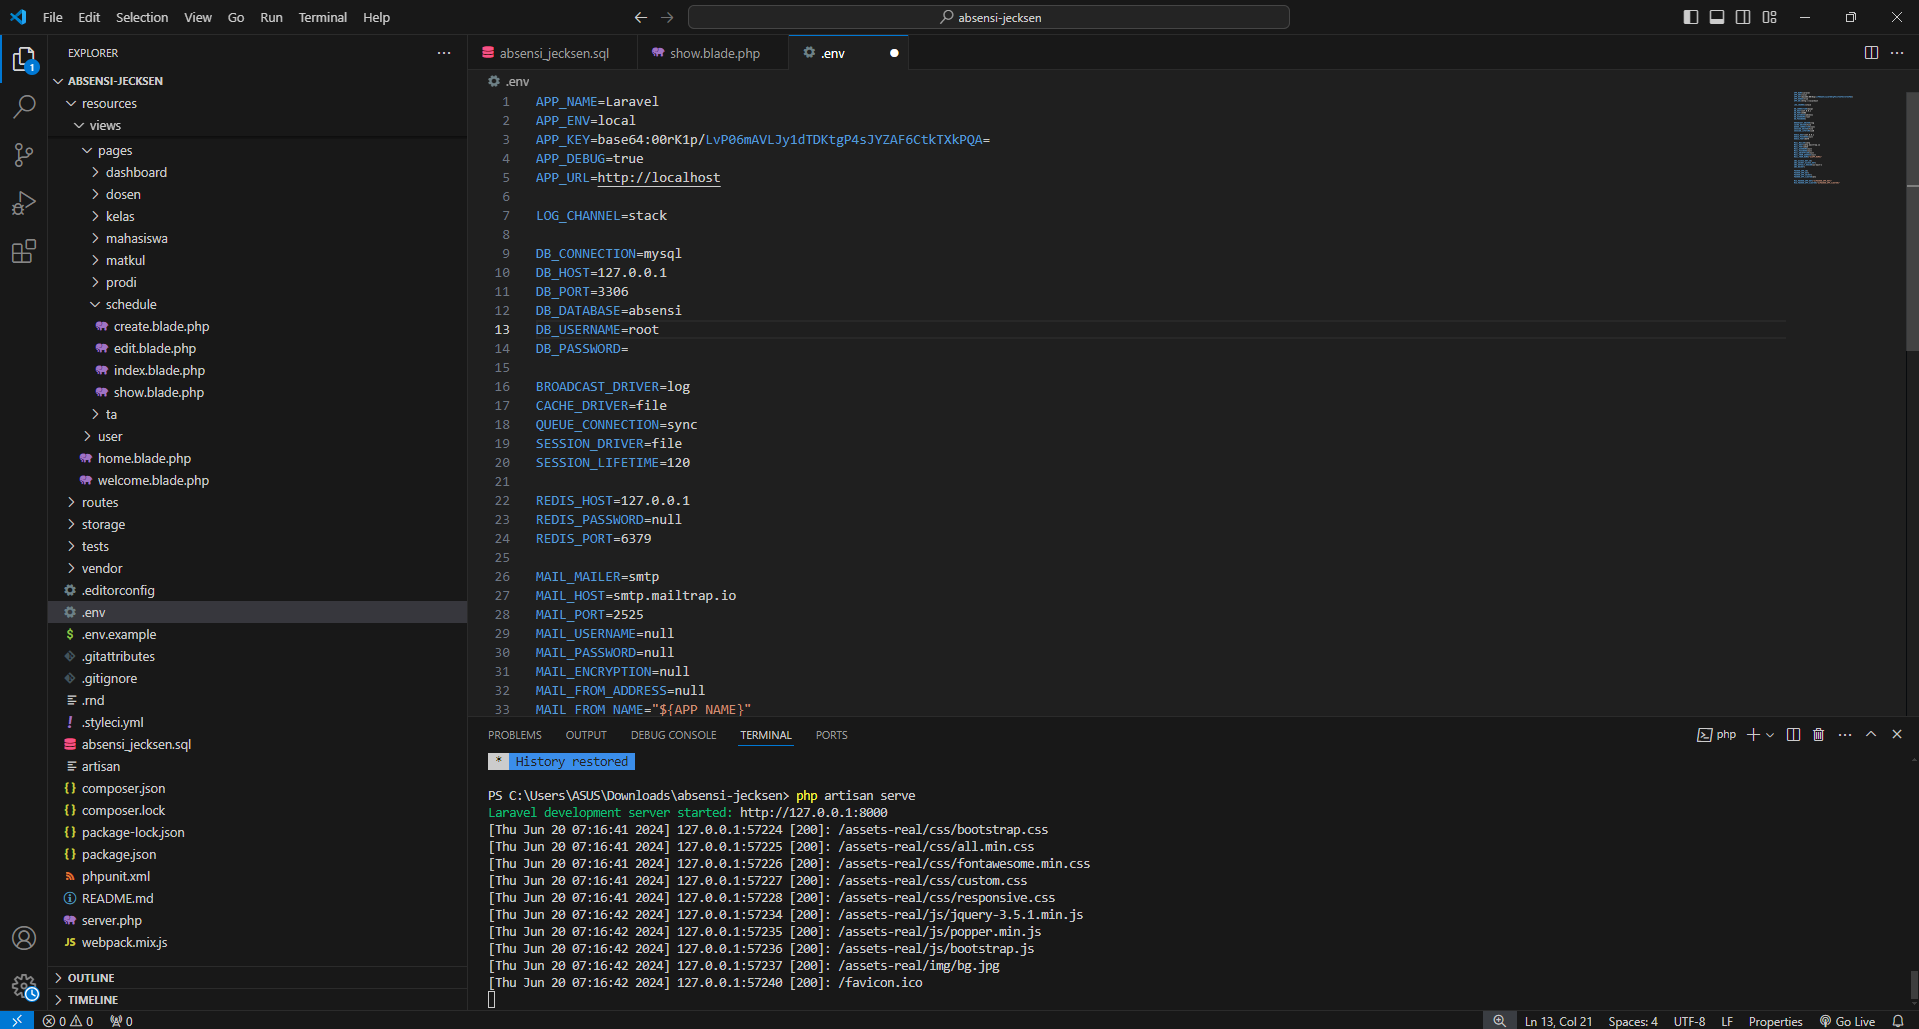 File Edit Selection View Go Run Terminal Help
absensi-jecksen
EXPLORER
1
ABSENSI-JECKSEN
resources
views
pages
dashboard
dosen
kelas
mahasiswa
matkul
prodi
schedule
create.blade.php
edit.blade.php
index.blade.php
show.blade.php
ta
user
home.blade.php
welcome.blade.php
routes
storage
tests
vendor
.editorconfig
.env
$ .env.example
.gitattributes
.gitignore
.rnd
! .styleci.yml
absensi_jecksen.sql
artisan
{} composer.json
{} composer.lock
{} package-lock.json
{} package.json
phpunit.xml
README.md
server.php
JS webpack.mix.js
OUTLINE
TIMELINE
absensi_jecksen.sql show.blade.php .env
.env
1 APP_NAME=Laravel
2 APP_ENV=local
3 APP_KEY=base64:00rK1p/LvP06mAVLJy1dTDKtgP4sJYZAF6CtkTXkPQA=
4 APP_DEBUG=true
5 APP_URL=http://localhost
6
7 LOG_CHANNEL=stack
8
9 DB_CONNECTION=mysql
10 DB_HOST=127.0.0.1
11 DB_PORT=3306
12 DB_DATABASE=absensi
13 DB_USERNAME=root
14 DB_PASSWORD=
15
16 BROADCAST_DRIVER=log
17 CACHE_DRIVER=file
18 QUEUE_CONNECTION=sync
19 SESSION_DRIVER=file
20 SESSION_LIFETIME=120
21
22 REDIS_HOST=127.0.0.1
23 REDIS_PASSWORD=null
24 REDIS_PORT=6379
25
26 MAIL_MAILER=smtp
27 MAIL_HOST=smtp.mailtrap.io
28 MAIL_PORT=2525
29 MAIL_USERNAME=null
30 MAIL_PASSWORD=null
31 MAIL_ENCRYPTION=null
32 MAIL_FROM_ADDRESS=null
33 MAIL_FROM_NAME="${APP_NAME}"
PROBLEMS OUTPUT DEBUG CONSOLE TERMINAL PORTS
php
* History restored
PS C:\Users\ASUS\Downloads\absensi-jecksen> php artisan serve
Laravel development server started: http://127.0.0.1:8000
[Thu Jun 20 07:16:41 2024] 127.0.0.1:57224 [200]: /assets-real/css/bootstrap.css
[Thu Jun 20 07:16:41 2024] 127.0.0.1:57225 [200]: /assets-real/css/all.min.css
[Thu Jun 20 07:16:41 2024] 127.0.0.1:57226 [200]: /assets-real/css/fontawesome.min.css
[Thu Jun 20 07:16:41 2024] 127.0.0.1:57227 [200]: /assets-real/css/custom.css
[Thu Jun 20 07:16:41 2024] 127.0.0.1:57228 [200]: /assets-real/css/responsive.css
[Thu Jun 20 07:16:42 2024] 127.0.0.1:57234 [200]: /assets-real/js/jquery-3.5.1.min.js
[Thu Jun 20 07:16:42 2024] 127.0.0.1:57235 [200]: /assets-real/js/popper.min.js
[Thu Jun 20 07:16:42 2024] 127.0.0.1:57236 [200]: /assets-real/js/bootstrap.js
[Thu Jun 20 07:16:42 2024] 127.0.0.1:57237 [200]: /assets-real/img/bg.jpg
[Thu Jun 20 07:16:42 2024] 127.0.0.1:57240 [200]: /favicon.ico
0 0 0 Ln 13, Col 21 Spaces: 4 UTF-8 LF Properties Go Live